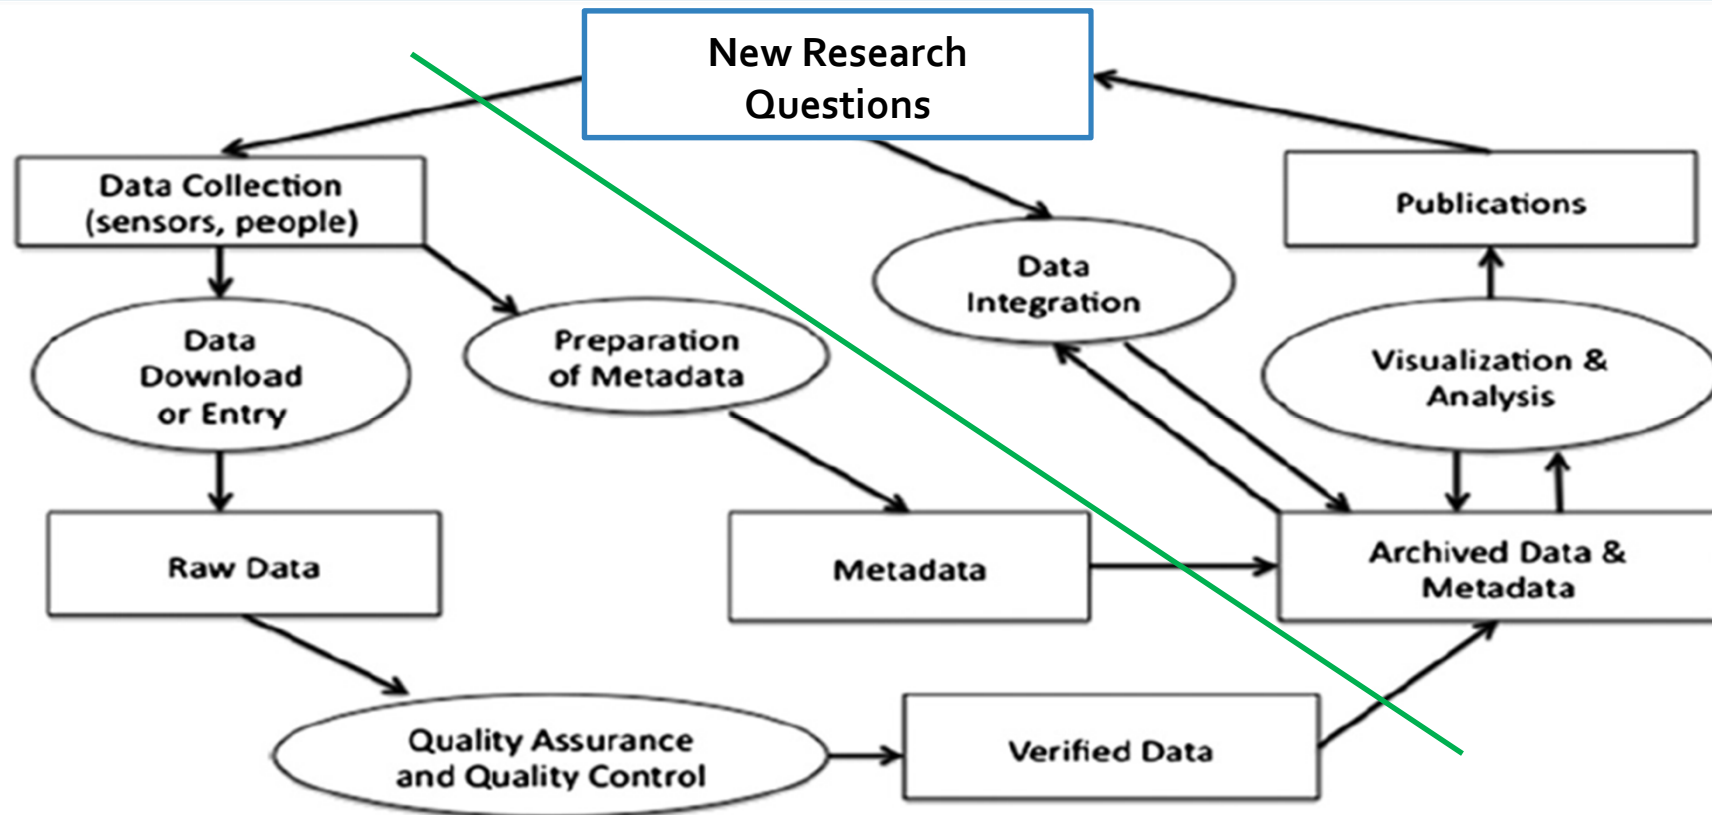 New Research
Questions
Data Collection
(sensors, people)
Publications
Data
Integration
Data
Download
or Entry
Preparation
of Metadata
Visualization &
Analysis
Raw Data
Metadata
Archived Data &
Metadata
Quality Assurance
and Quality Control
Verified Data